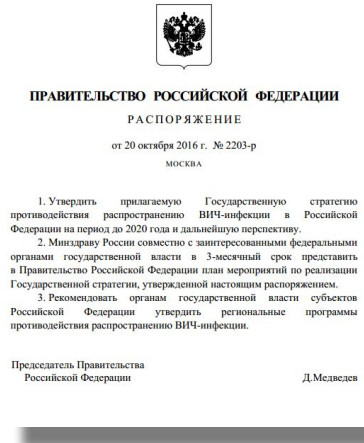 ПРАВИТЕЛЬСТВО РОССИЙСКОЙ ФЕДЕРАЦИИ
РАСПОРЯЖЕНИЕ
от 20 октября 2016 г. № 2203-р
МОСКВА
1. Утвердить прилагаемую Государственную стратегию
противодействия распространению ВИЧ-инфекции в Российской
Федерации на период до 2020 года и дальнейшую перспективу.
2. Минздраву России совместно с заинтересованными федеральными
органами государственной власти в 3-месячный срок представить
в Правительство Российской Федерации план мероприятий по реализации
Государственной стратегии, утвержденной настоящим распоряжением.
3. Рекомендовать органам государственной власти субъектов
Российской Федерации утвердить региональные программы
противодействия распространению ВИЧ-инфекции.
Председатель Правительства
Российской Федерации Д.Медведев